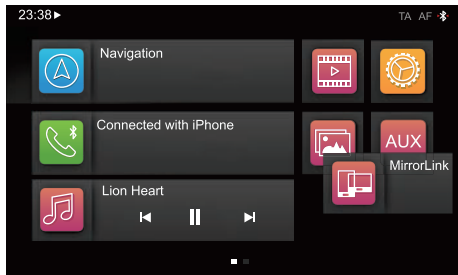 23:38
TA AF
Navigation
Connected with iPhone
AUX
MirrorLink
Lion Heart